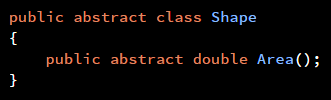 public abstract class Shape
{
    public abstract double Area();
}